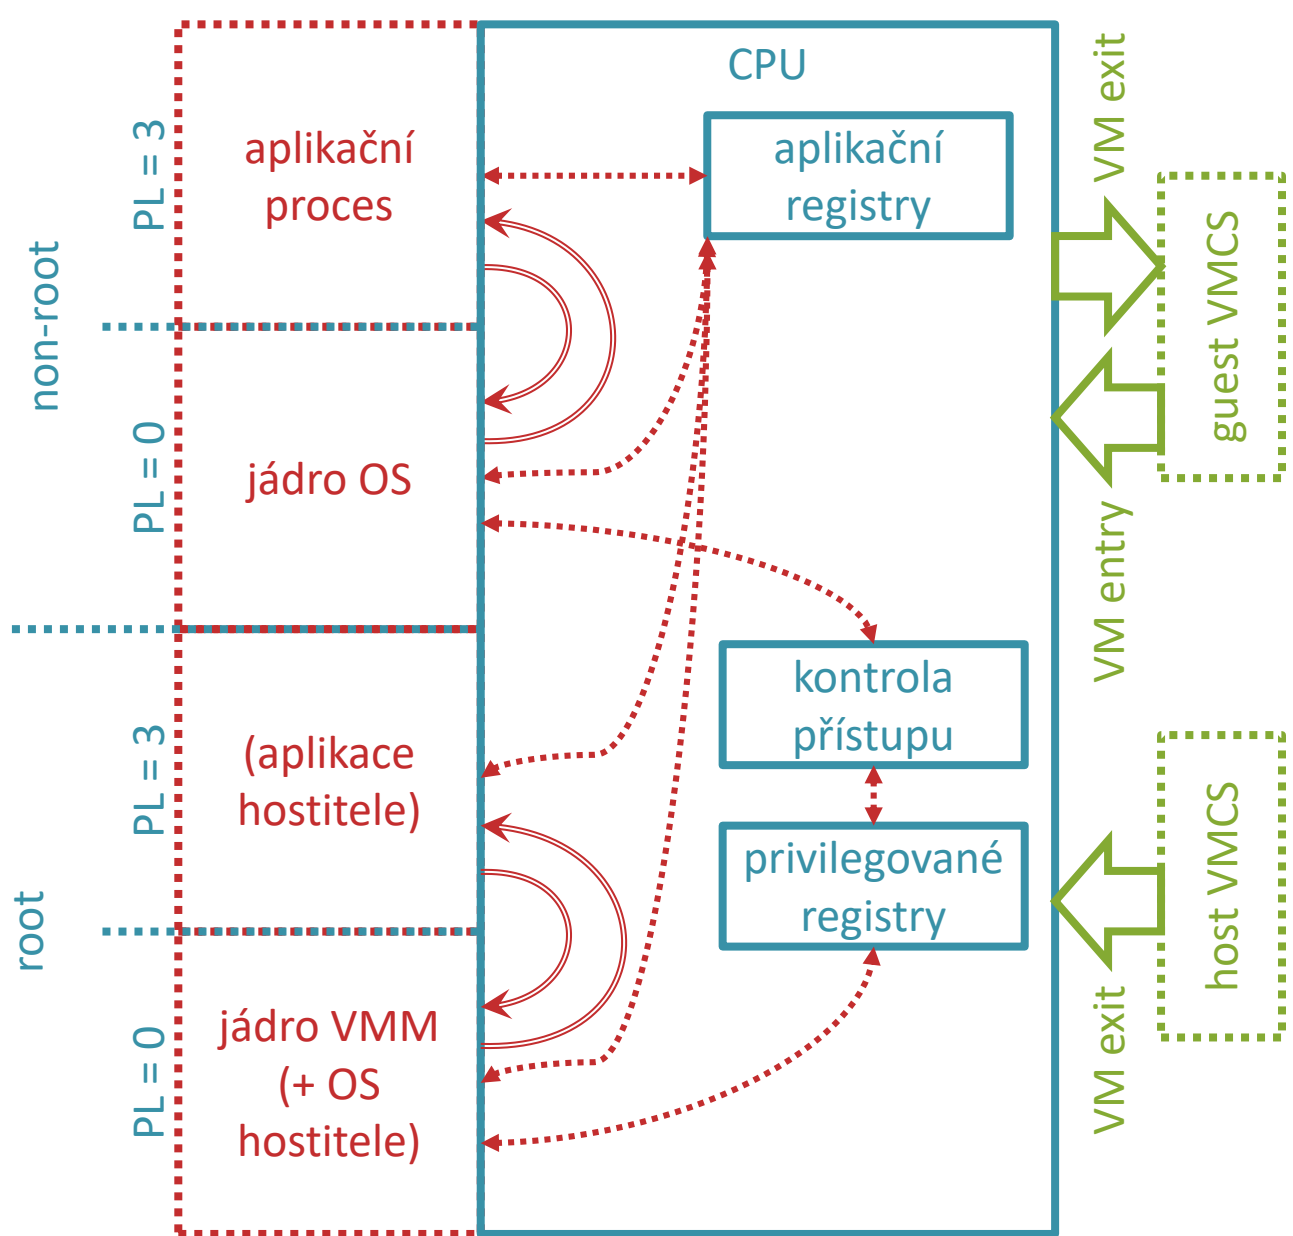 CPU
VM exit
PL = 3
aplikační
proces
aplikační
registry
non-root
guest VMCS
PL = 0
jádro OS
VM entry
kontrola
přístupu
PL = 3
(aplikace
hostitele)
privilegované
registry
host VMCS
root
VM exit
PL = 0
jádro VMM
(+ OS
hostitele)